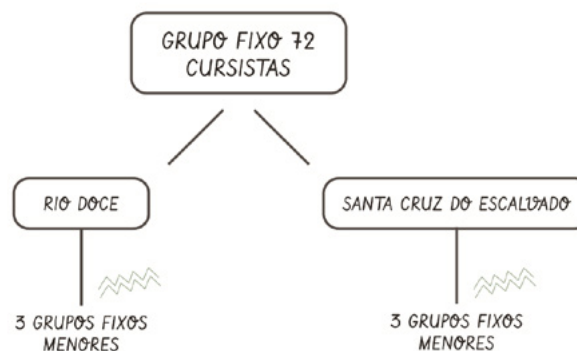 GRUPO FIXO 72
CURSISTAS
RIO DOCE
SANTA CRUZ DO ESCALVADO
3 GRUPOS FIXOS
MENORES
3 GRUPOS FIXOS
MENORES